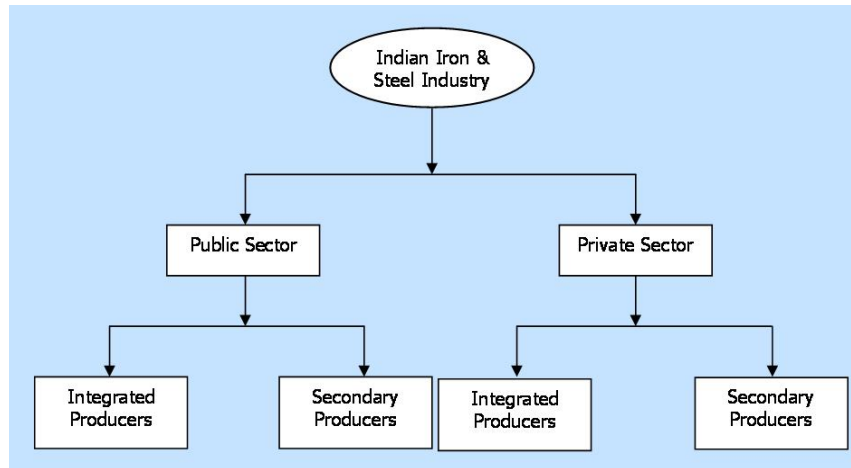 Indian Iron &
Steel Industry
Public Sector
Private Sector
Integrated
Producers
Secondary
Producers
Integrated
Producers
Secondary
Producers